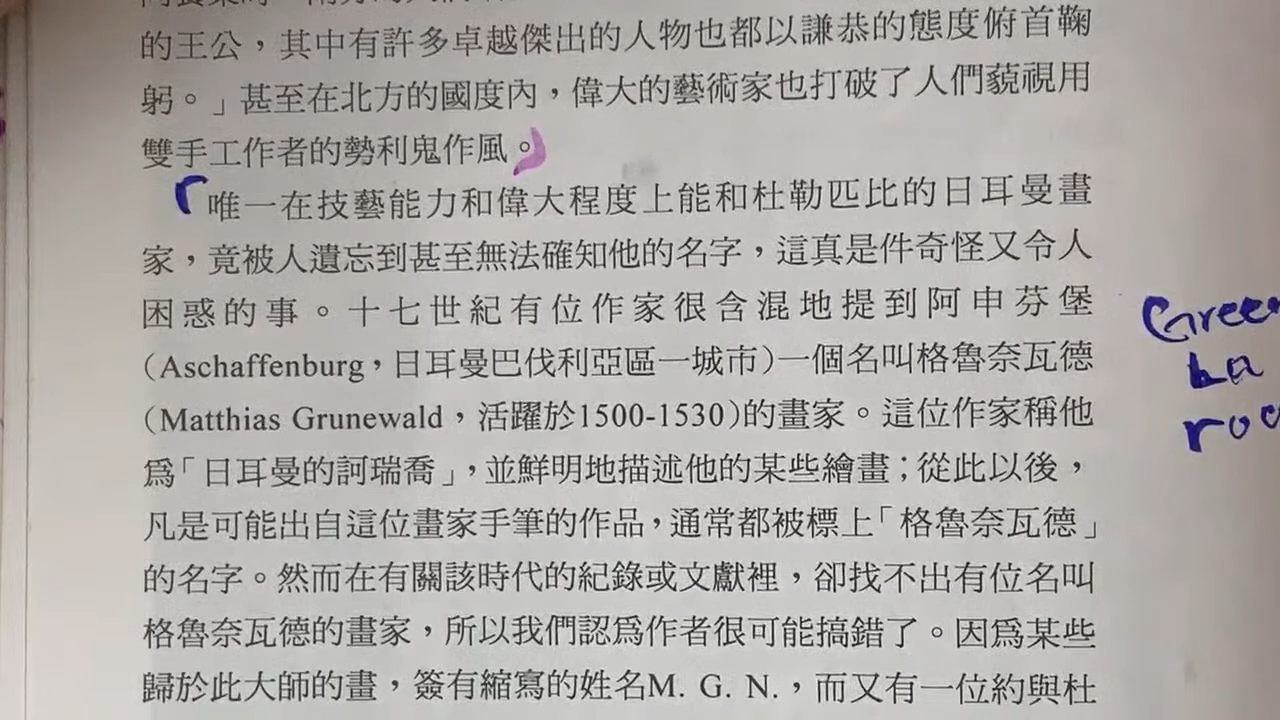 的王公，其中有許多卓越傑出的人物也都以謙恭的態度俯首鞠
躬。」甚至在北方的國度內，偉大的藝術家也打破了人們藐視用
雙手工作者的勢利鬼作風。
唯一在技藝能力和偉大程度上能和杜勒匹比的日耳曼畫
家，竟被人遺忘到甚至無法確知他的名字，這真是件奇怪又令人
困惑的事。十七世紀有位作家很含混地提到阿申芬堡
（Aschaffenburg，日耳曼巴伐利亞區一城市）一個名叫格魯奈瓦德
（Matthias Grunewald，活躍於1500-1530)的畫家。這位作家稱他
爲「日耳曼的訶瑞喬」，並鮮明地描述他的某些繪畫；從此以後，
凡是可能出自這位畫家手筆的作品，通常都被標上「格魯奈瓦德」
的名字。然而在有關該時代的紀錄或文獻裡，卻找不出有位名叫
格魯奈瓦德的畫家，所以我們認爲作者很可能搞錯了。因爲某些
歸於此大師的畫，簽有縮寫的姓名M. G. N.，而又有一位約與杜